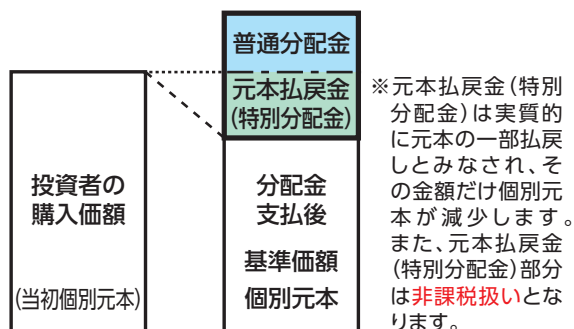 普通分配金
元本払戻金
(特別分配金)
投資者の
購入価額
(当初個別元本)
分配金
支払後
基準価額
個別元本
※元本払戻金(特別
分配金)は実質的
に元本の一部払戻
しとみなされ、そ
の金額だけ個別元
本が減少します。
また、元本払戻金
(特別分配金)部分
は非課税扱いとな
ります。